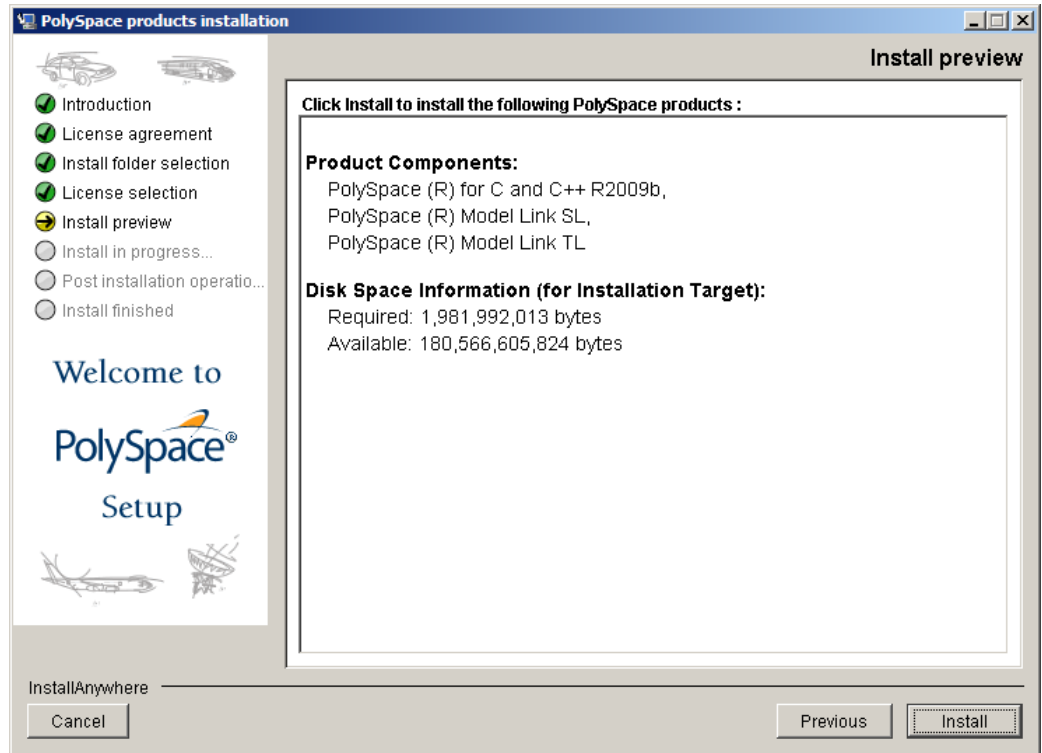 PolySpace products installation
Install preview
Introduction
License agreement
Install folder selection
License selection
Install preview
Install in progress...
Post installation operatio...
Install finished
Welcome to
PolySpace®
Setup
Click Install to install the following PolySpace products :
Product Components:
PolySpace (R) for C and C++ R2009b,
PolySpace (R) Model Link SL,
PolySpace (R) Model Link TL
Disk Space Information (for Installation Target):
Required: 1,981,992,013 bytes
Available: 180,566,605,824 bytes
InstallAnywhere
Cancel
Previous
Install